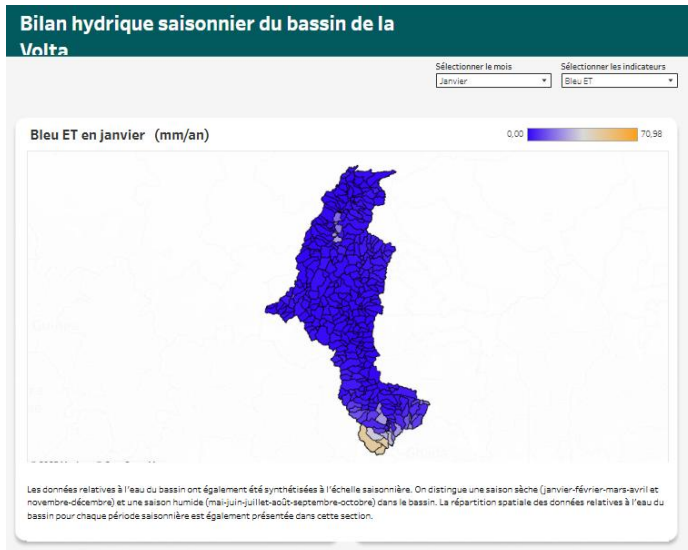 Bilan hydrique saisonnier du bassin de la
Volta
Sélectionner le mois
Sélectionner les indicateurs
Janvier
Bleu ET
Bleu ET en janvier (mm/an)
0,00
70,98
Les données relatives à l'eau du bassin ont également été synthétisées à l'échelle saisonnière. On distingue une saison sèche (janvier-février-mars-avril et
novembre-décembre) et une saison humide (mai-juin-juillet-août-septembre-octobre) dans le bassin. La répartition spatiale des données relatives à l'eau du
bassin pour chaque période saisonnière est également présentée dans cette section.